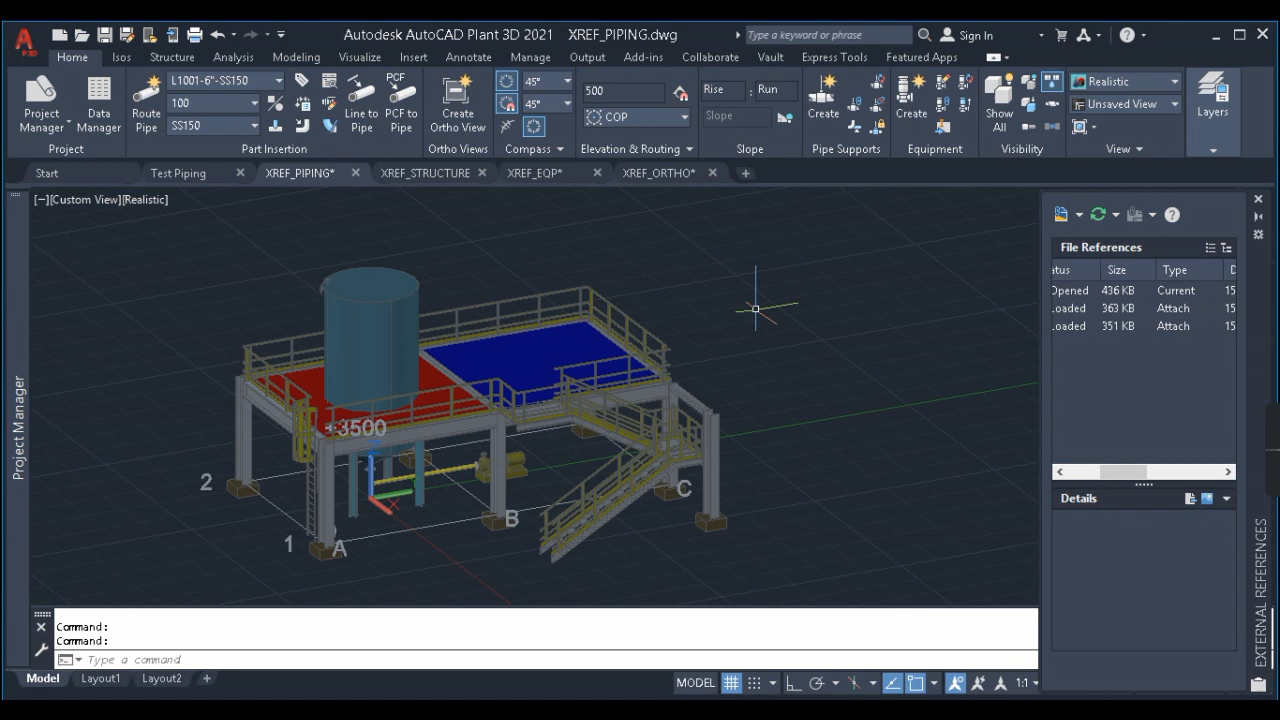 Autodesk AutoCAD Plant 3D 2021 XREF_PIPING.dwg
Type a keyword or phrase
Sign In
P3D
Home Isos Structure Analysis Modeling Visualize Insert Annotate Manage Output Add-ins Collaborate Vault Express Tools Featured Apps
Project Manager
Data Manager
Project
Route Pipe
L1001-6"-SS150
100
SS150
Line to Pipe
PCF to Pipe
Part Insertion
Create Ortho View
Ortho Views
45°
45°
Compass
500
COP
Elevation & Routing
Rise : Run
Slope
Slope
Create
Pipe Supports
Create
Equipment
Show All
Visibility
Realistic
Unsaved View
View
Layers
Start Test Piping XREF_PIPING* XREF_STRUCTURE XREF_EQP* XREF_ORTHO*
[−][Custom View][Realistic]
Project Manager
+3500
2
1
A
B
C
File References
atus Size Type D
Opened 436 KB Current 15
Loaded 363 KB Attach 15
Loaded 351 KB Attach 15
Details
EXTERNAL REFERENCES
Command:
Command:
Type a command
Model Layout1 Layout2
MODEL
1:1